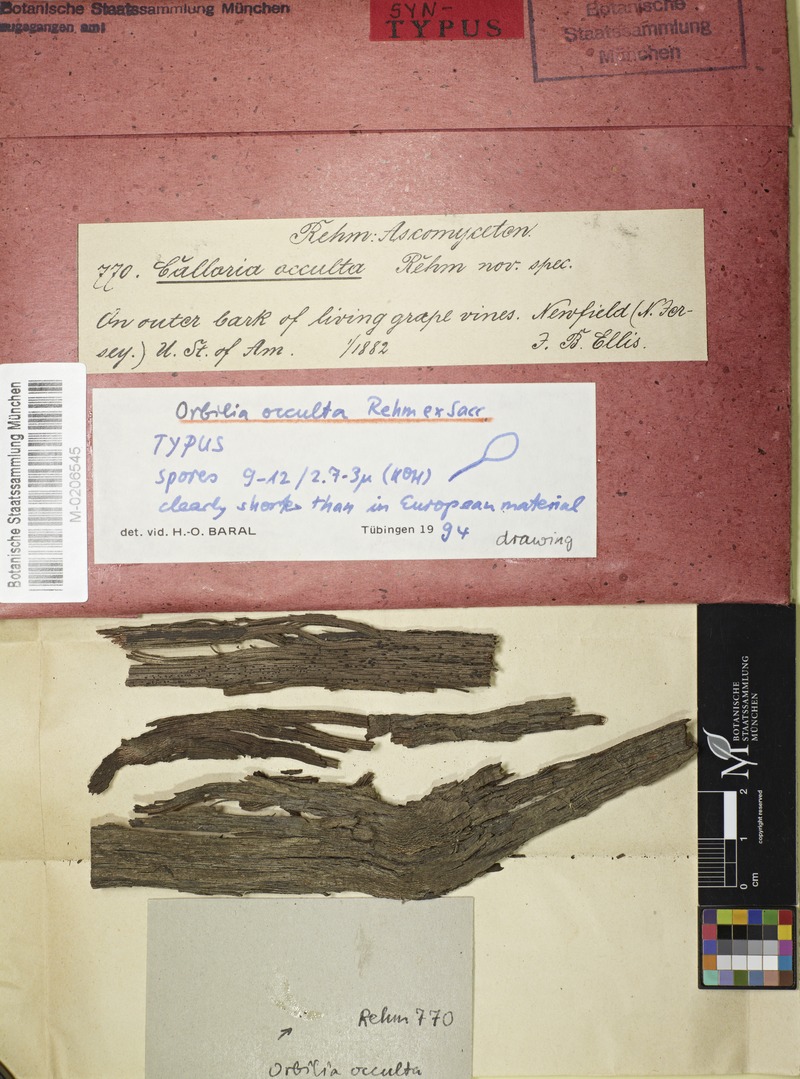 Botanische Staatssammlung München
zugegangen am:
SYN-
TYPUS
Botanische
Staatssammlung
München
Rehm: Ascomyceten.
770. Calloria occulta Rehm nov. spec.
On outer bark of living grape vines. Newfield (N. Jer-
sey.) U. St. of Am. 1/1882 J. B. Ellis.
Orbilia occulta Rehm ex Sacc.
TYPUS
spores 9-12/2.7-3µ (KOH)
clearly shorter than in European material
det. vid. H.-O. BARAL Tübingen 1994
drawing
Botanische Staatssammlung München
M-0206545
BOTANISCHE
STAATSSAMMLUNG
MÜNCHEN
copyright reserved
0 1 2
cm
Rehm 770
Orbilia occulta